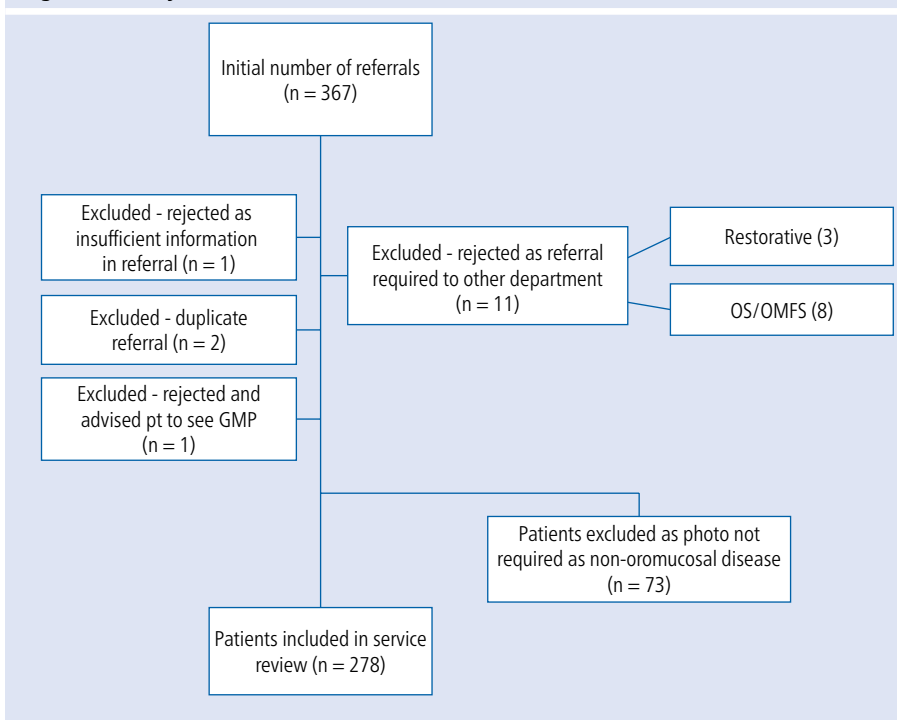 Initial number of referrals
(n = 367)
Excluded - rejected as
insufficient information
in referral (n = 1)
Excluded - rejected as referral
required to other department
(n = 11)
Restorative (3)
OS/OMFS (8)
Excluded - duplicate
referral (n = 2)
Excluded - rejected and
advised pt to see GMP
(n = 1)
Patients excluded as photo not
required as non-oromucosal disease
(n = 73)
Patients included in service
review (n = 278)